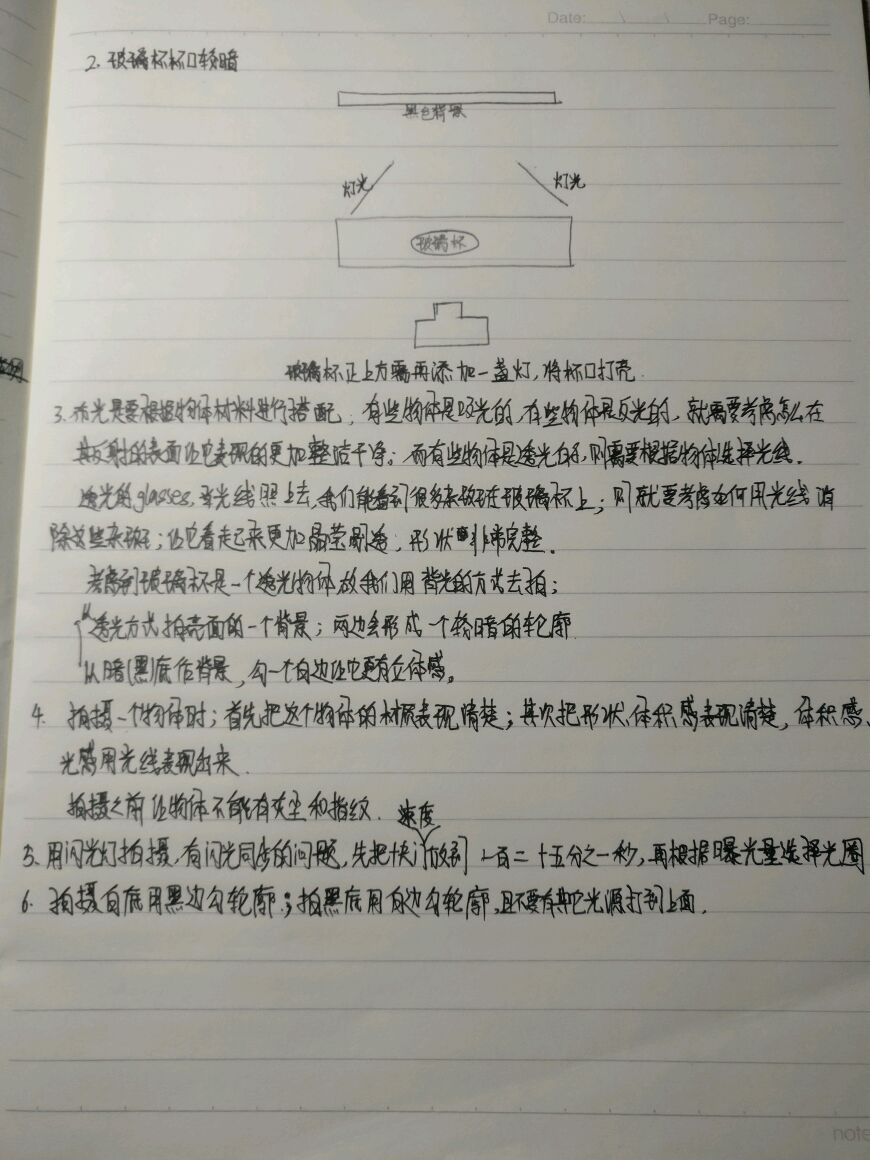 Date: \ \ Page:
2. 玻璃杯杯口较暗
黑色背景
灯光 灯光
玻璃杯
玻璃杯正上方需再添加一盏灯,将杯口打亮.
3. 布光是要根据物体材料进行搭配,有些物体是吸光的,有些物体是反光的,就需要考虑怎么在
其反射的表面让它表现的更加整洁干净;而有些物体是透光的,则需要根据物体选择光线.
透光的glasses,当光线照上去,我们能看到很多杂斑在玻璃杯上;则就要考虑如何用光线消
除这些杂斑;让它看起来更加晶莹剔透,形状非常完整。
考虑到玻璃杯是一个透光物体故我们用背光的方式去拍;
透光方式拍亮面的一个背景;两边会形成一个较暗的轮廓
以暗(黑)底作背景,勾一个白边让它更有立体感。
4. 拍摄一个物体时;首先把这个物体的材质表现清楚;其次把形状、体积感表现清楚,体积感、
光感用光线表现出来.
拍摄之前让物体不能有灰尘和指纹.
速度
5. 用闪光灯拍摄,有闪光同步的问题,先把快门放到一百二十五分之一秒,再根据曝光量选择光圈
6. 拍摄白底用黑边勾轮廓;拍黑底用白边勾轮廓,且不要有其它光源打到上面.
note